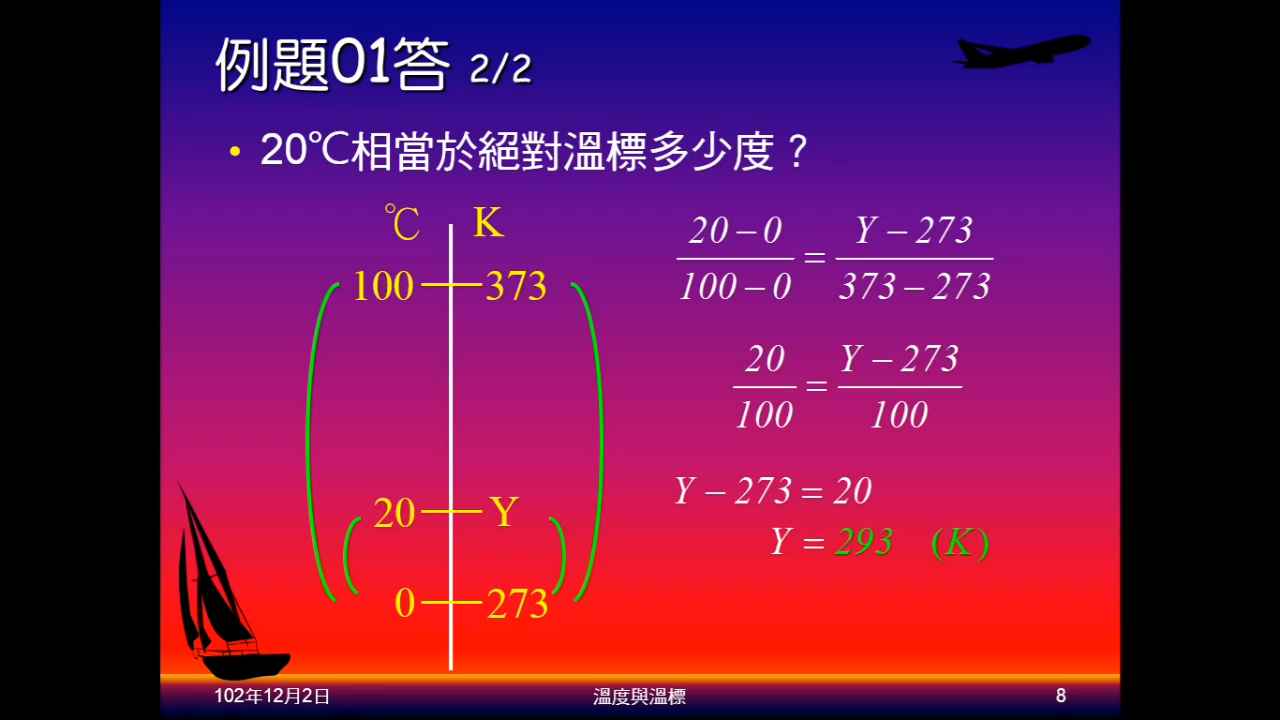 例題01答 2/2
• 20℃相當於絕對溫標多少度？
℃ K
100 373
20 Y
0 273
20 − 0 / 100 − 0 = Y − 273 / 373 − 273
20 / 100 = Y − 273 / 100
Y − 273 = 20
Y = 293 (K)
102年12月2日 溫度與溫標 8